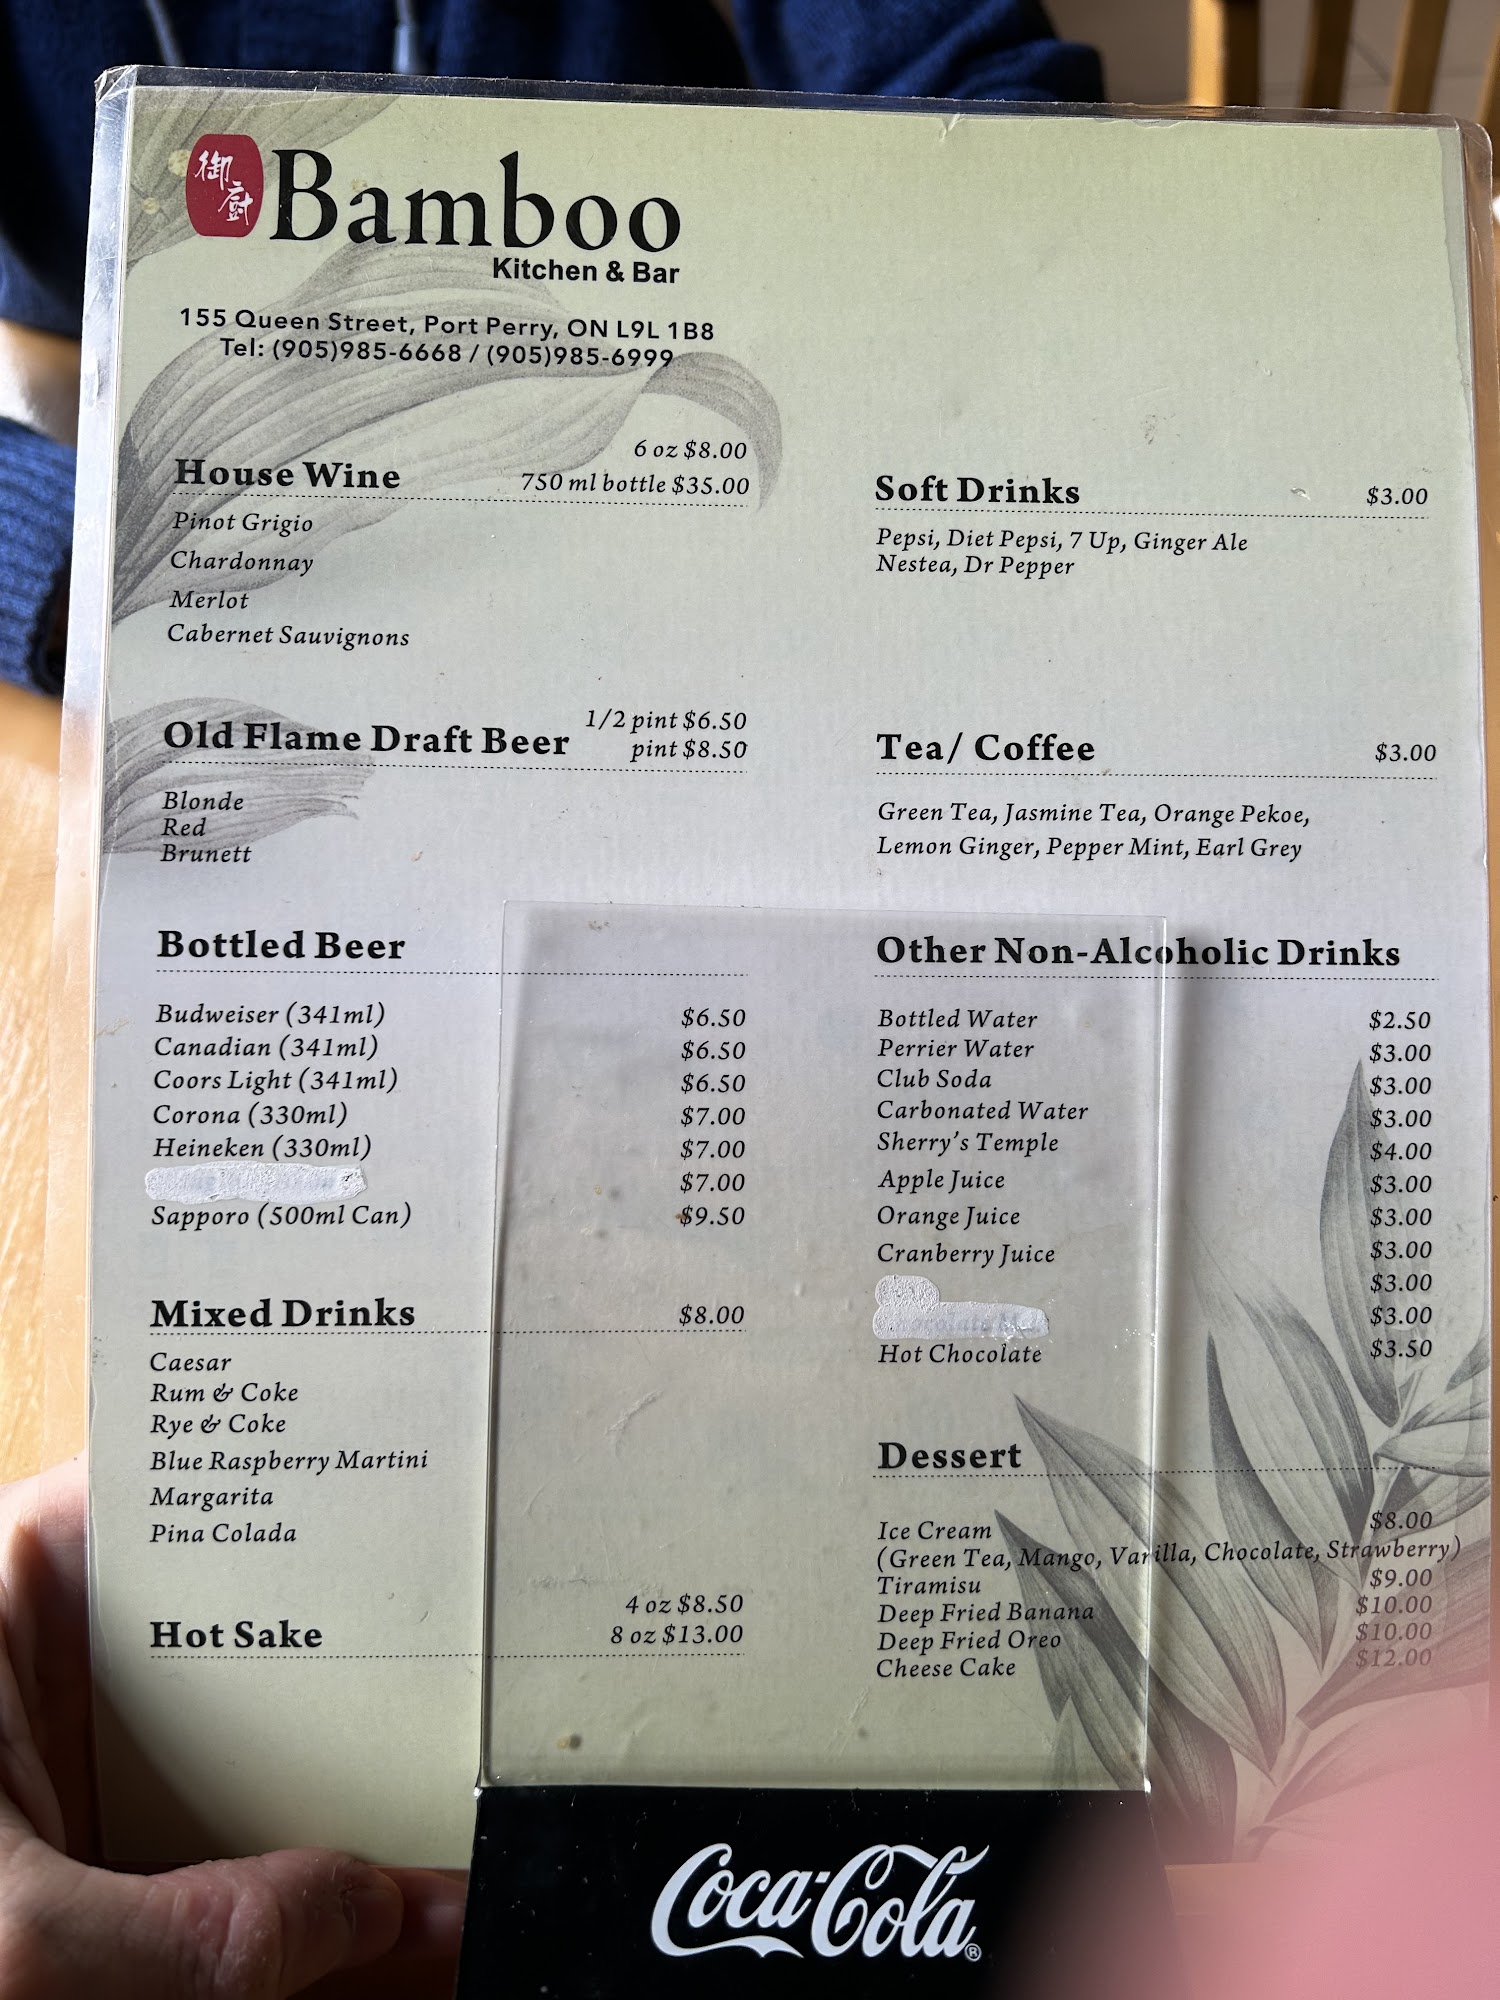 御
廚
Bamboo
Kitchen & Bar
155 Queen Street, Port Perry, ON L9L 1B8
Tel: (905)985-6668 / (905)985-6999
House Wine
6 oz $8.00
750 ml bottle $35.00
Pinot Grigio
Chardonnay
Merlot
Cabernet Sauvignons
Old Flame Draft Beer
1/2 pint $6.50
pint $8.50
Blonde
Red
Brunett
Bottled Beer
Budweiser (341ml) $6.50
Canadian (341ml) $6.50
Coors Light (341ml) $6.50
Corona (330ml) $7.00
Heineken (330ml) $7.00
$7.00
Sapporo (500ml Can) $9.50
Mixed Drinks $8.00
Caesar
Rum & Coke
Rye & Coke
Blue Raspberry Martini
Margarita
Pina Colada
Hot Sake
4 oz $8.50
8 oz $13.00
Soft Drinks $3.00
Pepsi, Diet Pepsi, 7 Up, Ginger Ale
Nestea, Dr Pepper
Tea/ Coffee $3.00
Green Tea, Jasmine Tea, Orange Pekoe,
Lemon Ginger, Pepper Mint, Earl Grey
Other Non-Alcoholic Drinks
Bottled Water $2.50
Perrier Water $3.00
Club Soda $3.00
Carbonated Water $3.00
Sherry's Temple $4.00
Apple Juice $3.00
Orange Juice $3.00
Cranberry Juice $3.00
$3.00
$3.00
Hot Chocolate $3.50
Dessert
Ice Cream $8.00
(Green Tea, Mango, Vanilla, Chocolate, Strawberry)
Tiramisu $9.00
Deep Fried Banana $10.00
Deep Fried Oreo $10.00
Cheese Cake $12.00
Coca-Cola®